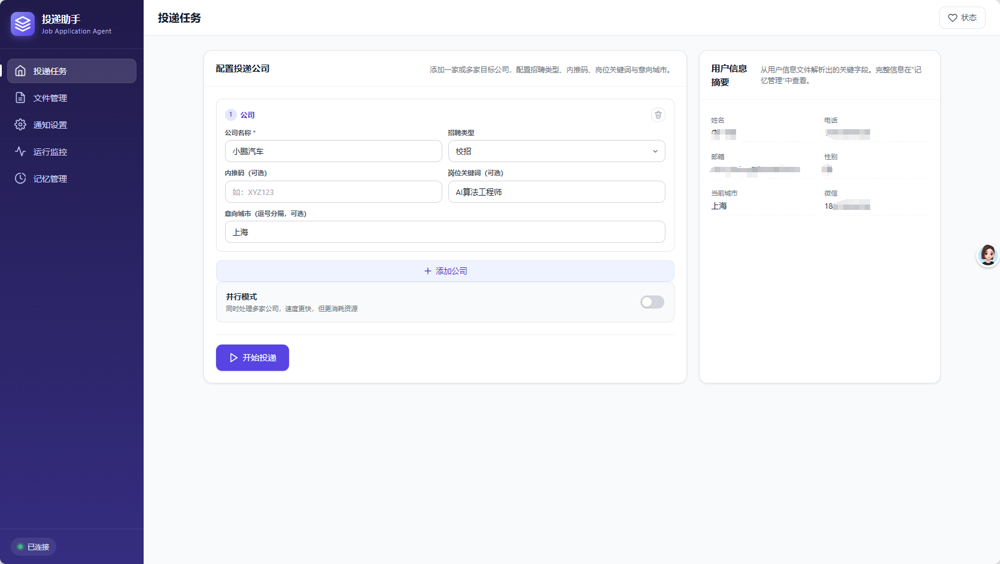 投递助手
Job Application Agent
投递任务
文件管理
通知设置
运行监控
记忆管理
已连接
投递任务
状态
配置投递公司
添加一家或多家目标公司，配置招聘类型、内推码、岗位关键词与意向城市。
1 公司
公司名称 *
招聘类型
小鹏汽车
校招
内推码（可选）
岗位关键词（可选）
如：XYZ123
AI算法工程师
意向城市（逗号分隔，可选）
上海
添加公司
并行模式
同时处理多家公司，速度更快，但更消耗资源
开始投递
用户信息
摘要
从用户信息文件解析出的关键字段。完整信息在“记
忆管理”中查看。
姓名
电话
邮箱
性别
当前城市
微信
上海
18